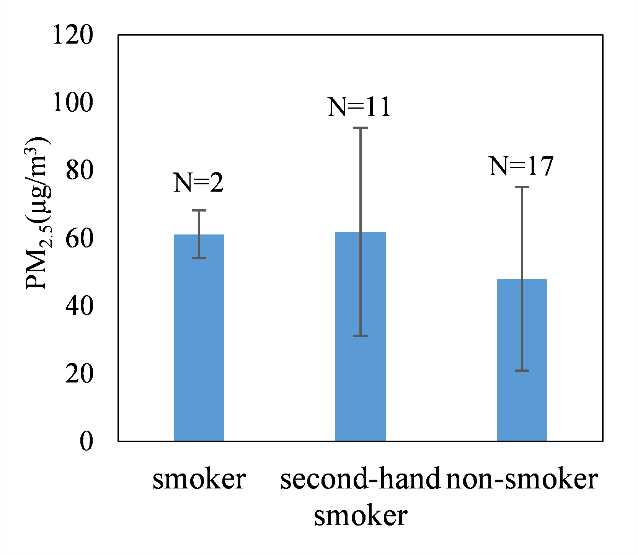 120
100
80
60
40
20
0
PM2.5(μg/m3)
N=2
N=11
N=17
smoker
second-hand
smoker
non-smoker